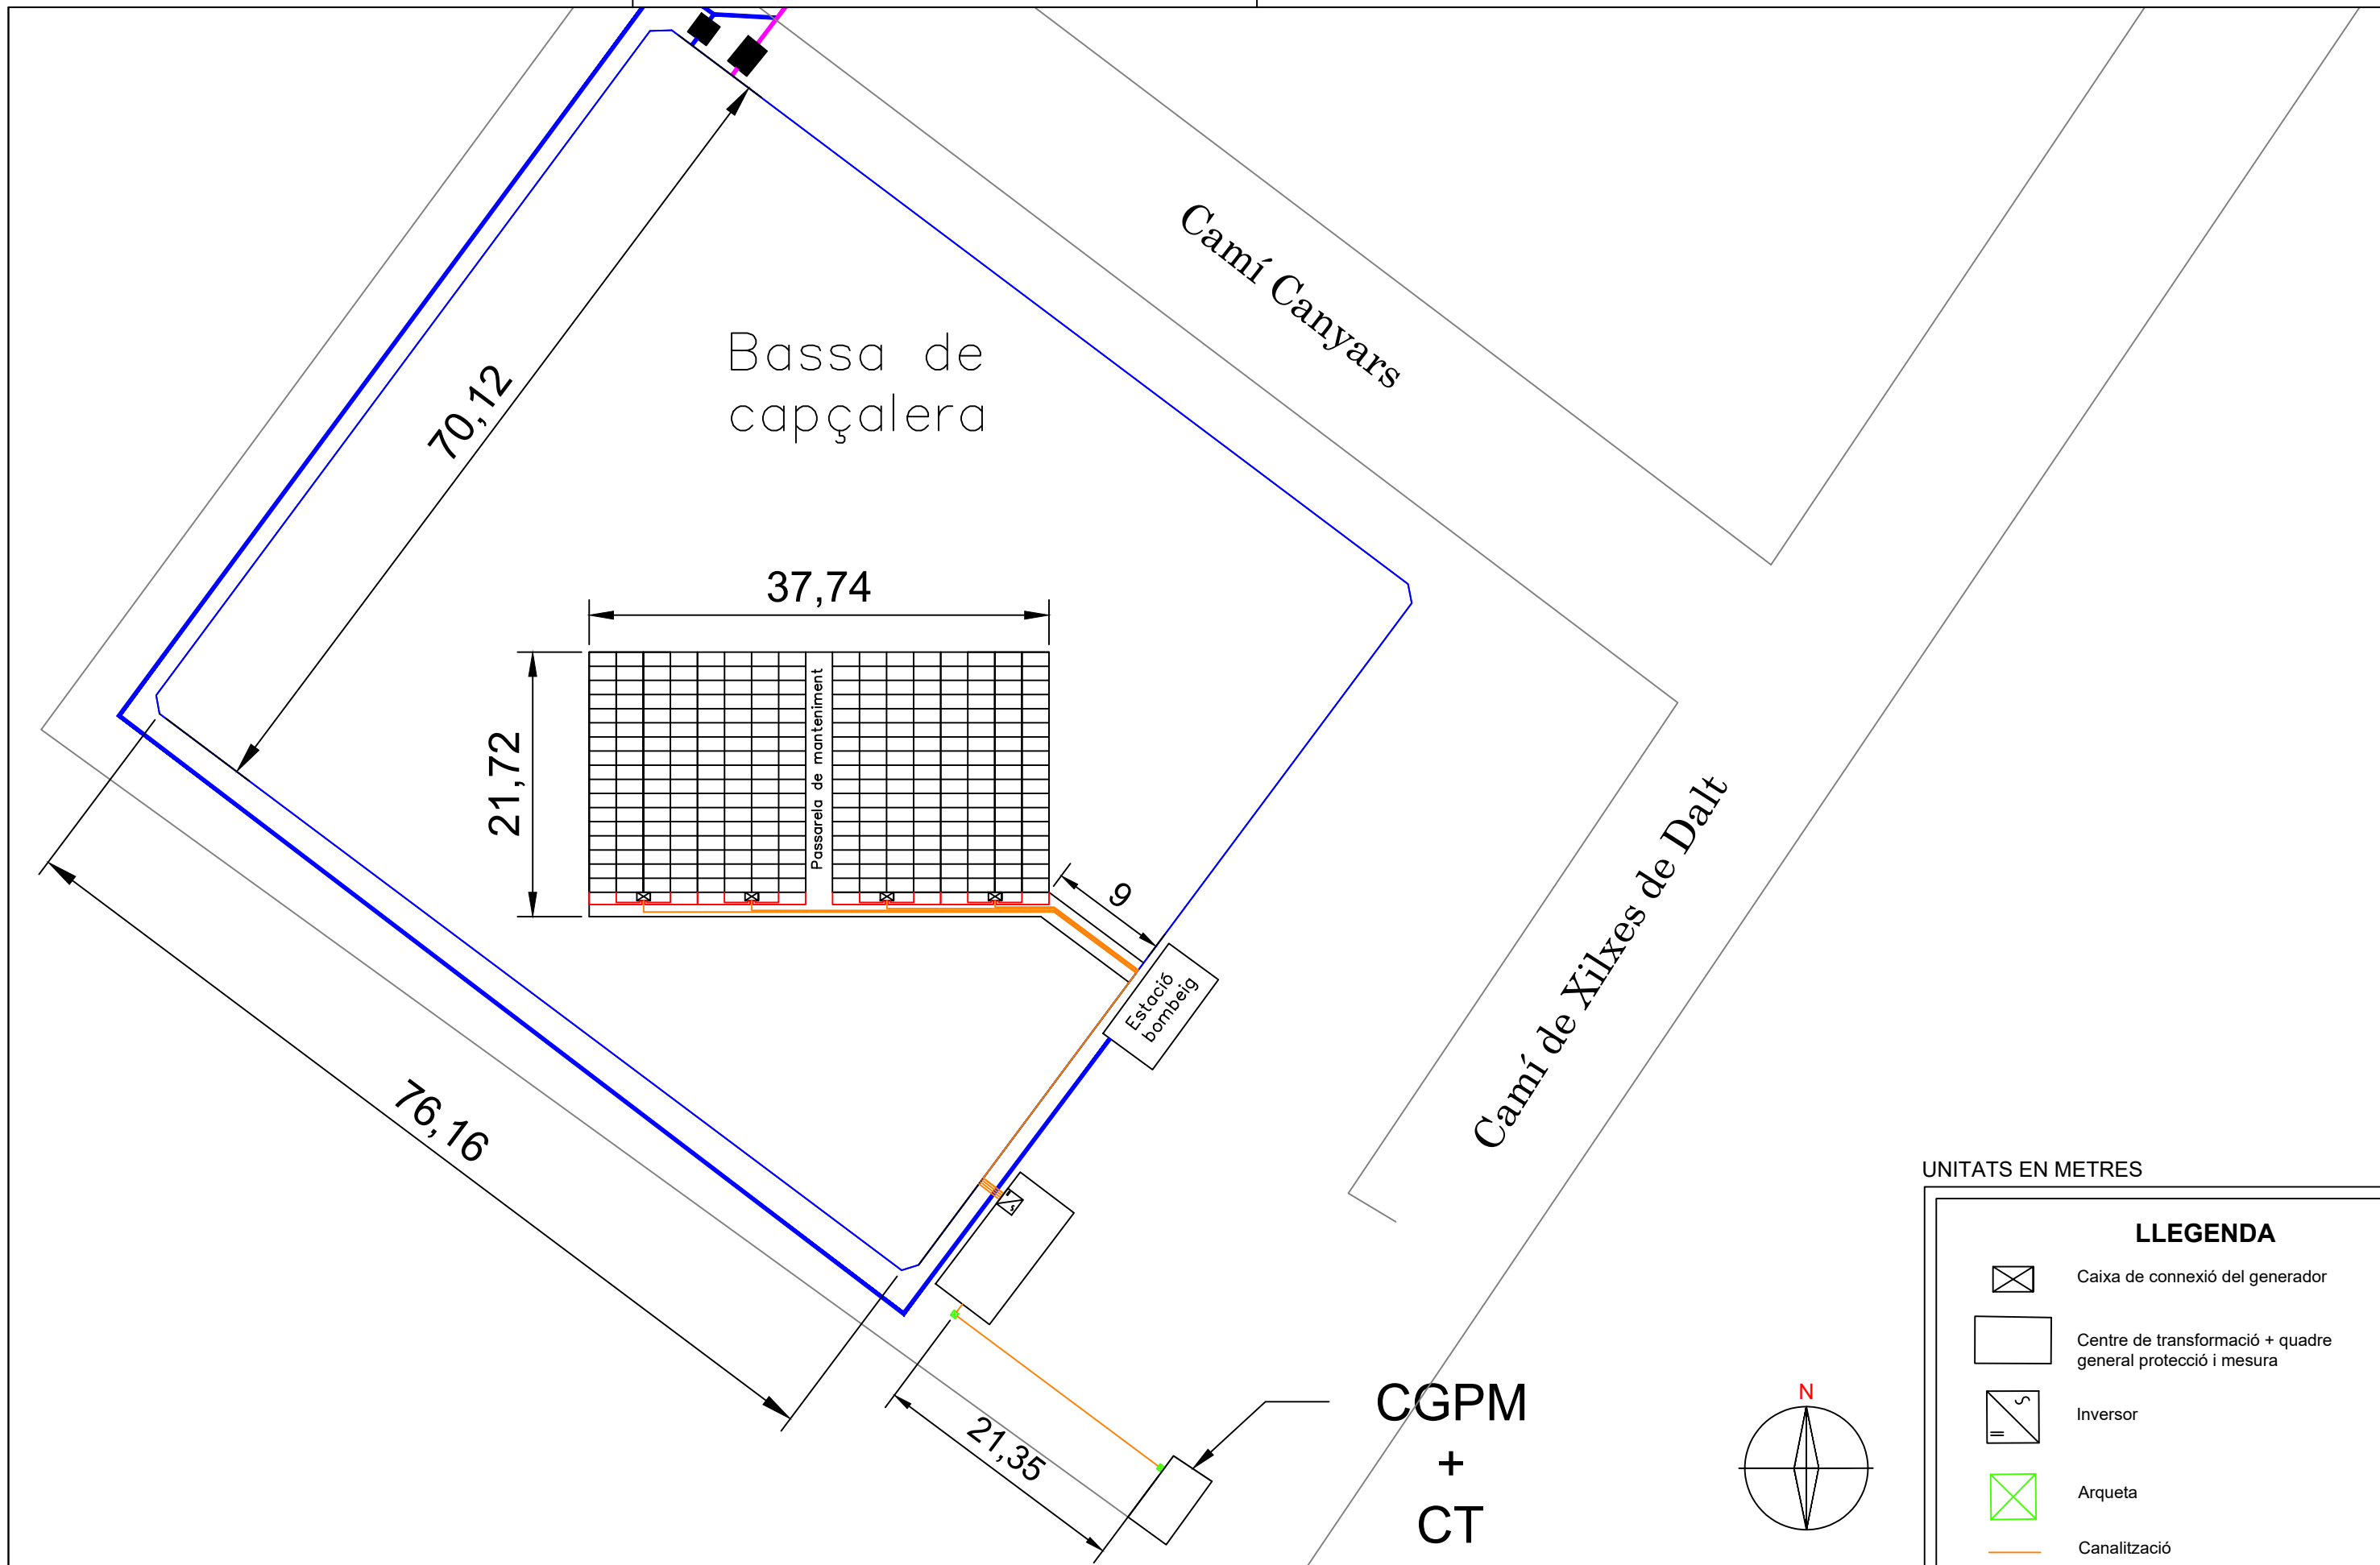 Camí Canyars
Bassa de
capçalera
70,12
37,74
21,72
Passarela de manteniment
9
Estació
bombeig
Camí de Xilxes de Dalt
76,16
21,35
CGPM
+
CT
N
UNITATS EN METRES
LLEGENDA
Caixa de connexió del generador
Centre de transformació + quadre
general protecció i mesura
Inversor
Arqueta
Canalització